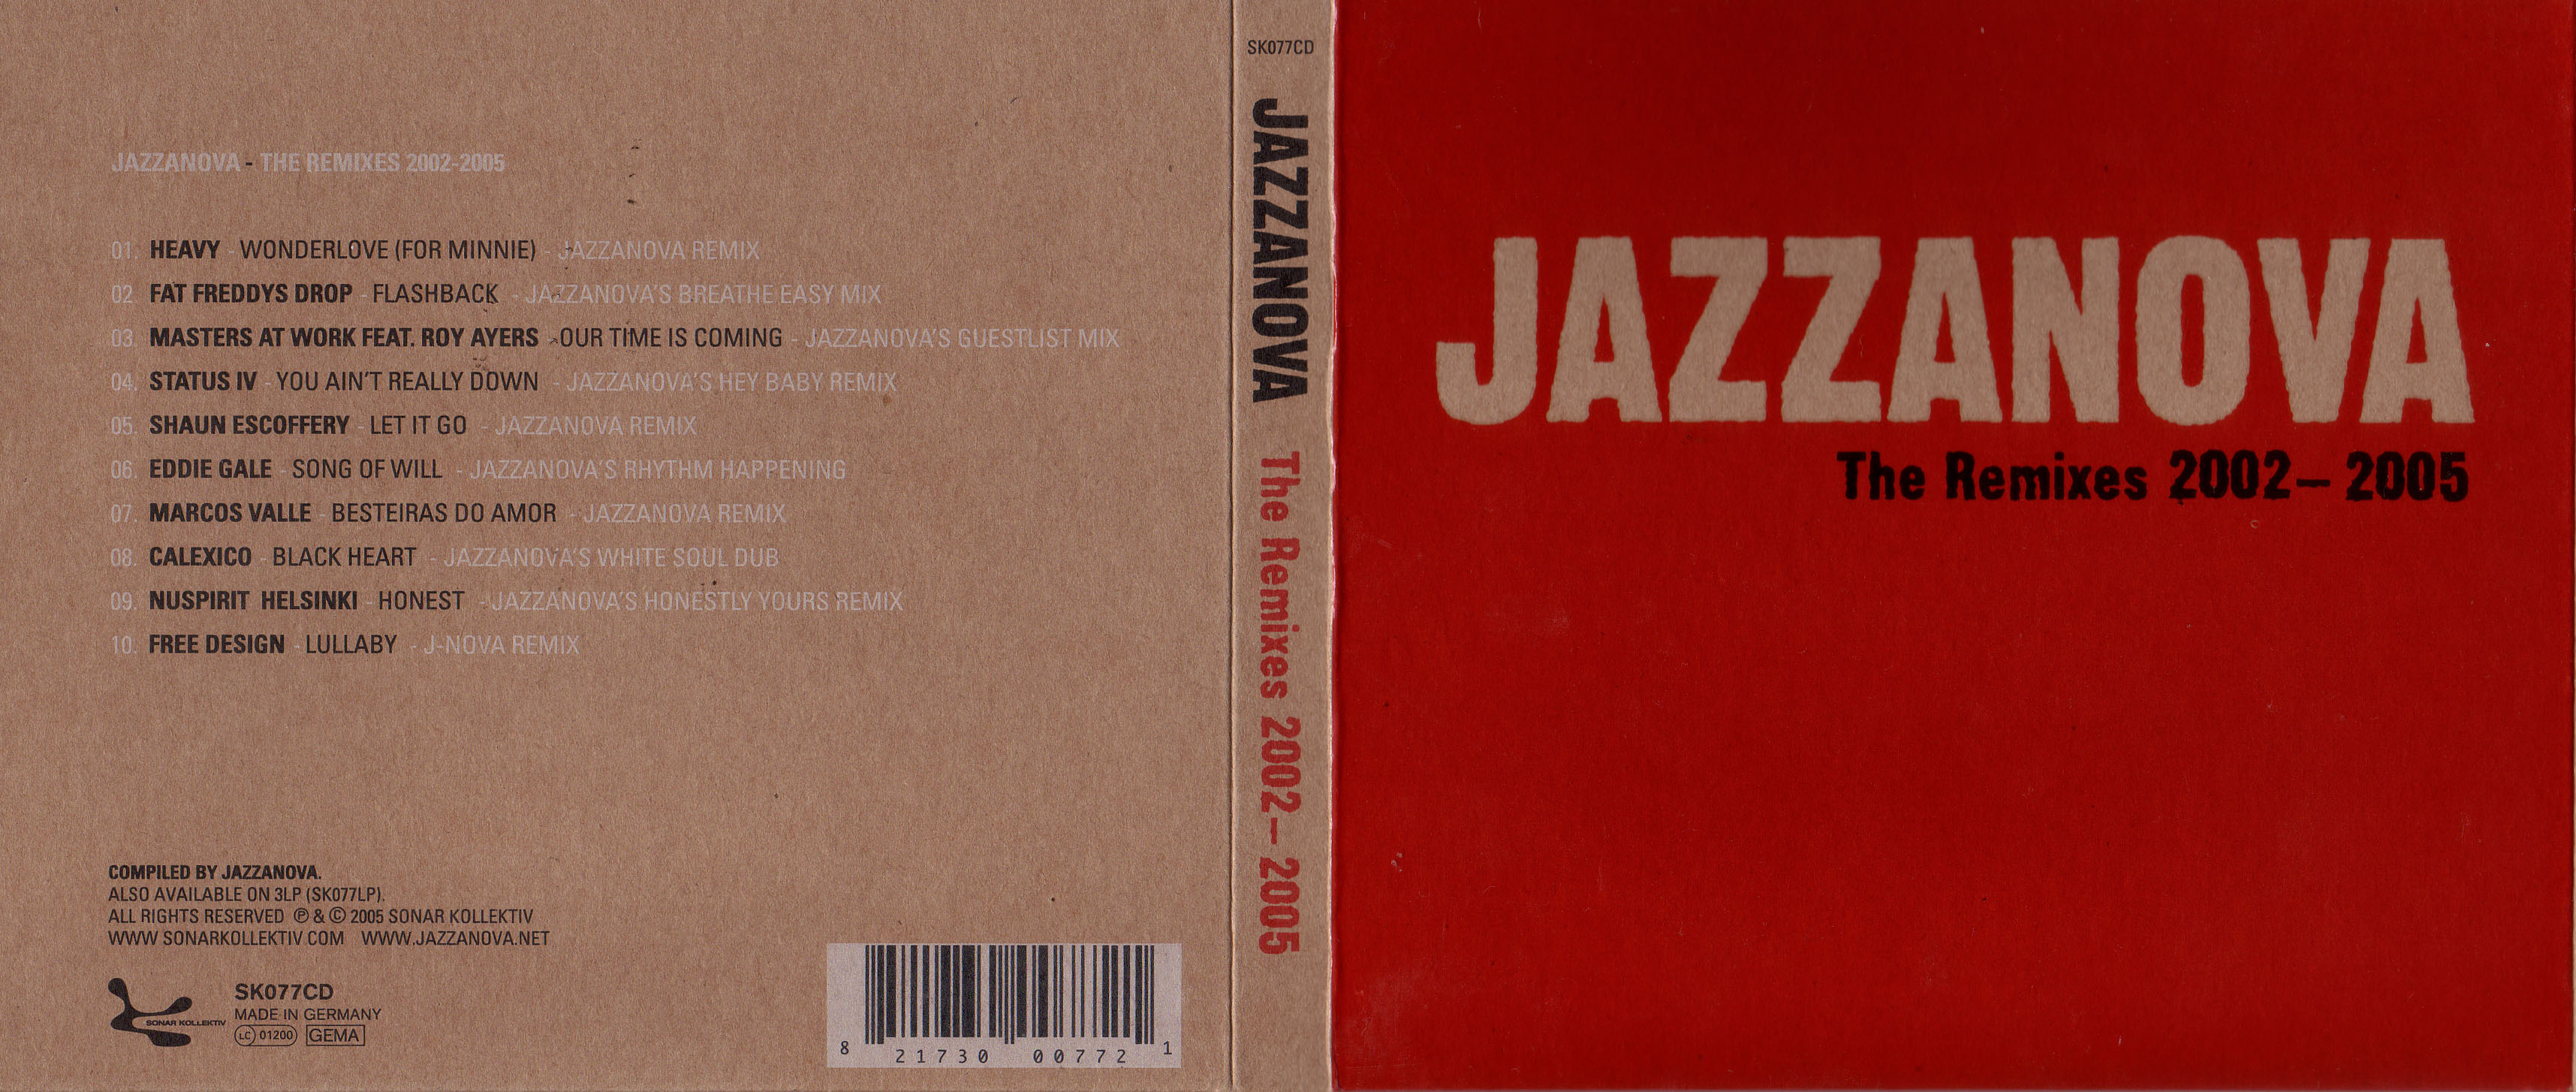 JAZZANOVA - THE REMIXES 2002-2005
01. HEAVY - WONDERLOVE (FOR MINNIE) - JAZZANOVA REMIX
02 FAT FREDDYS DROP - FLASHBACK - JAZZANOVA'S BREATHE EASY MIX
03. MASTERS AT WORK FEAT. ROY AYERS - OUR TIME IS COMING - JAZZANOVA'S GUESTLIST MIX
04. STATUS IV - YOU AIN'T REALLY DOWN - JAZZANOVA'S HEY BABY REMIX
05. SHAUN ESCOFFERY - LET IT GO - JAZZANOVA REMIX
06. EDDIE GALE - SONG OF WILL - JAZZANOVA'S RHYTHM HAPPENING
07. MARCOS VALLE - BESTEIRAS DO AMOR - JAZZANOVA REMIX
08. CALEXICO - BLACK HEART - JAZZANOVA'S WHITE SOUL DUB
09. NUSPIRIT HELSINKI - HONEST - JAZZANOVA'S HONESTLY YOURS REMIX
10. FREE DESIGN - LULLABY - J-NOVA REMIX
COMPILED BY JAZZANOVA.
ALSO AVAILABLE ON 3LP (SK077LP).
ALL RIGHTS RESERVED ℗ & © 2005 SONAR KOLLEKTIV
WWW SONARKOLLEKTIV.COM WWW.JAZZANOVA.NET
SONAR KOLLEKTIV
SK077CD
MADE IN GERMANY
LC 01200 GEMA
8 21730 00772 1
SK077CD
JAZZANOVA The Remixes 2002–2005
JAZZANOVA
The Remixes 2002–2005